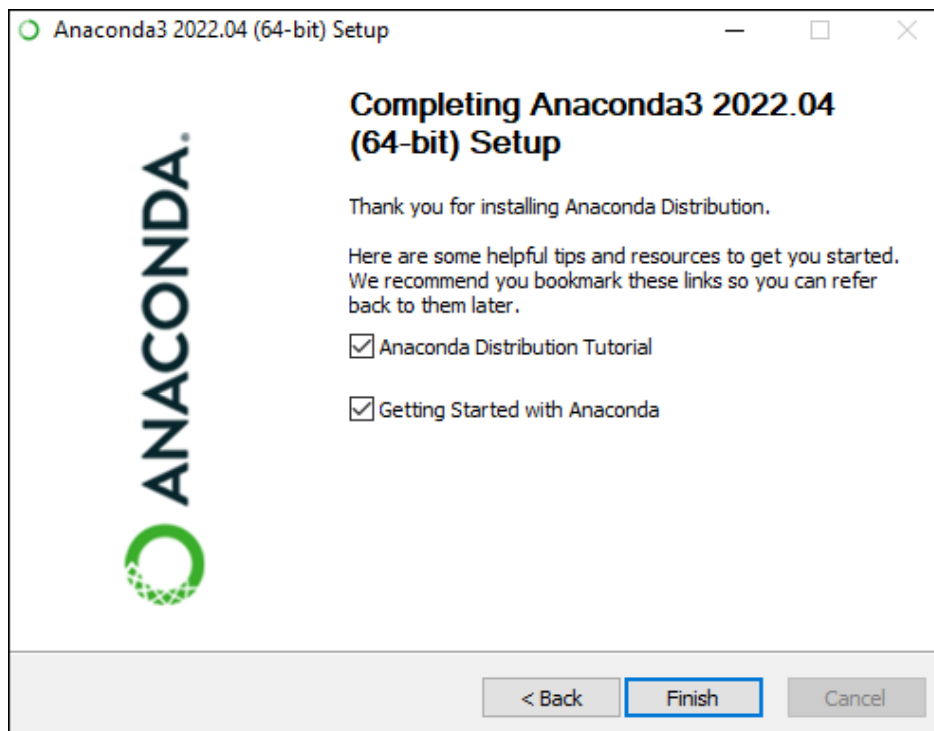 Anaconda3 2022.04 (64-bit) Setup
ANACONDA.
Completing Anaconda3 2022.04
(64-bit) Setup
Thank you for installing Anaconda Distribution.
Here are some helpful tips and resources to get you started.
We recommend you bookmark these links so you can refer
back to them later.
Anaconda Distribution Tutorial
Getting Started with Anaconda
< Back
Finish
Cancel